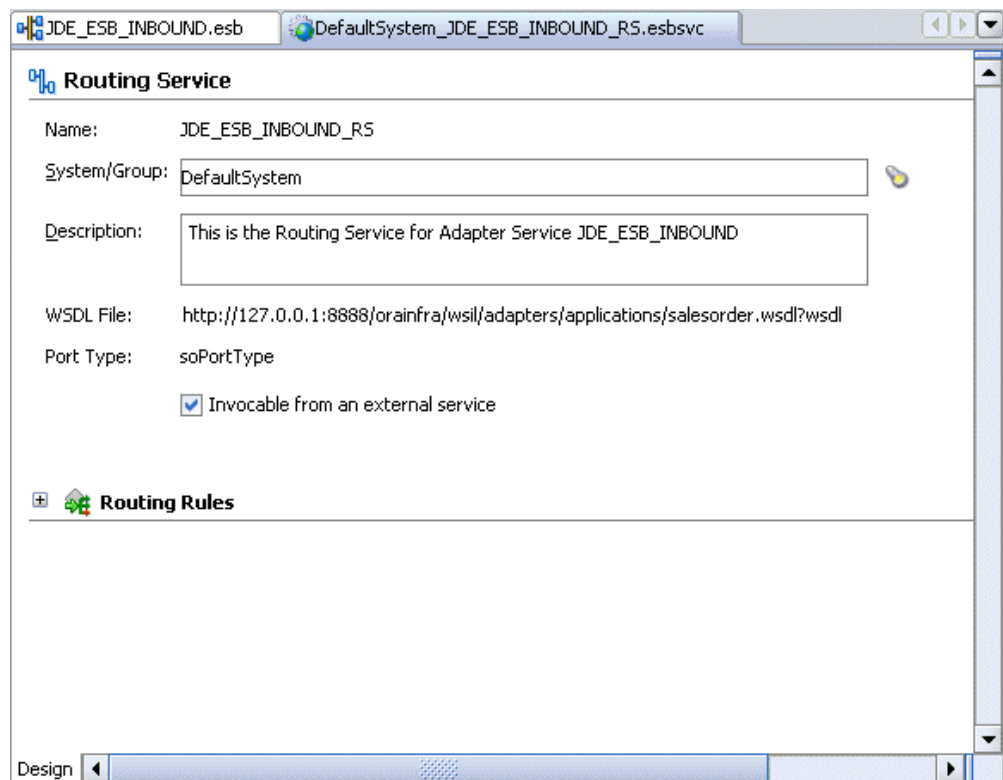 JDE_ESB_INBOUND.esb DefaultSystem_JDE_ESB_INBOUND_RS.esbsvc
Routing Service
Name: JDE_ESB_INBOUND_RS
System/Group: DefaultSystem
Description: This is the Routing Service for Adapter Service JDE_ESB_INBOUND
WSDL File: http://127.0.0.1:8888/orainfra/wsil/adapters/applications/salesorder.wsdl?wsdl
Port Type: soPortType
Invocable from an external service
Routing Rules
Design